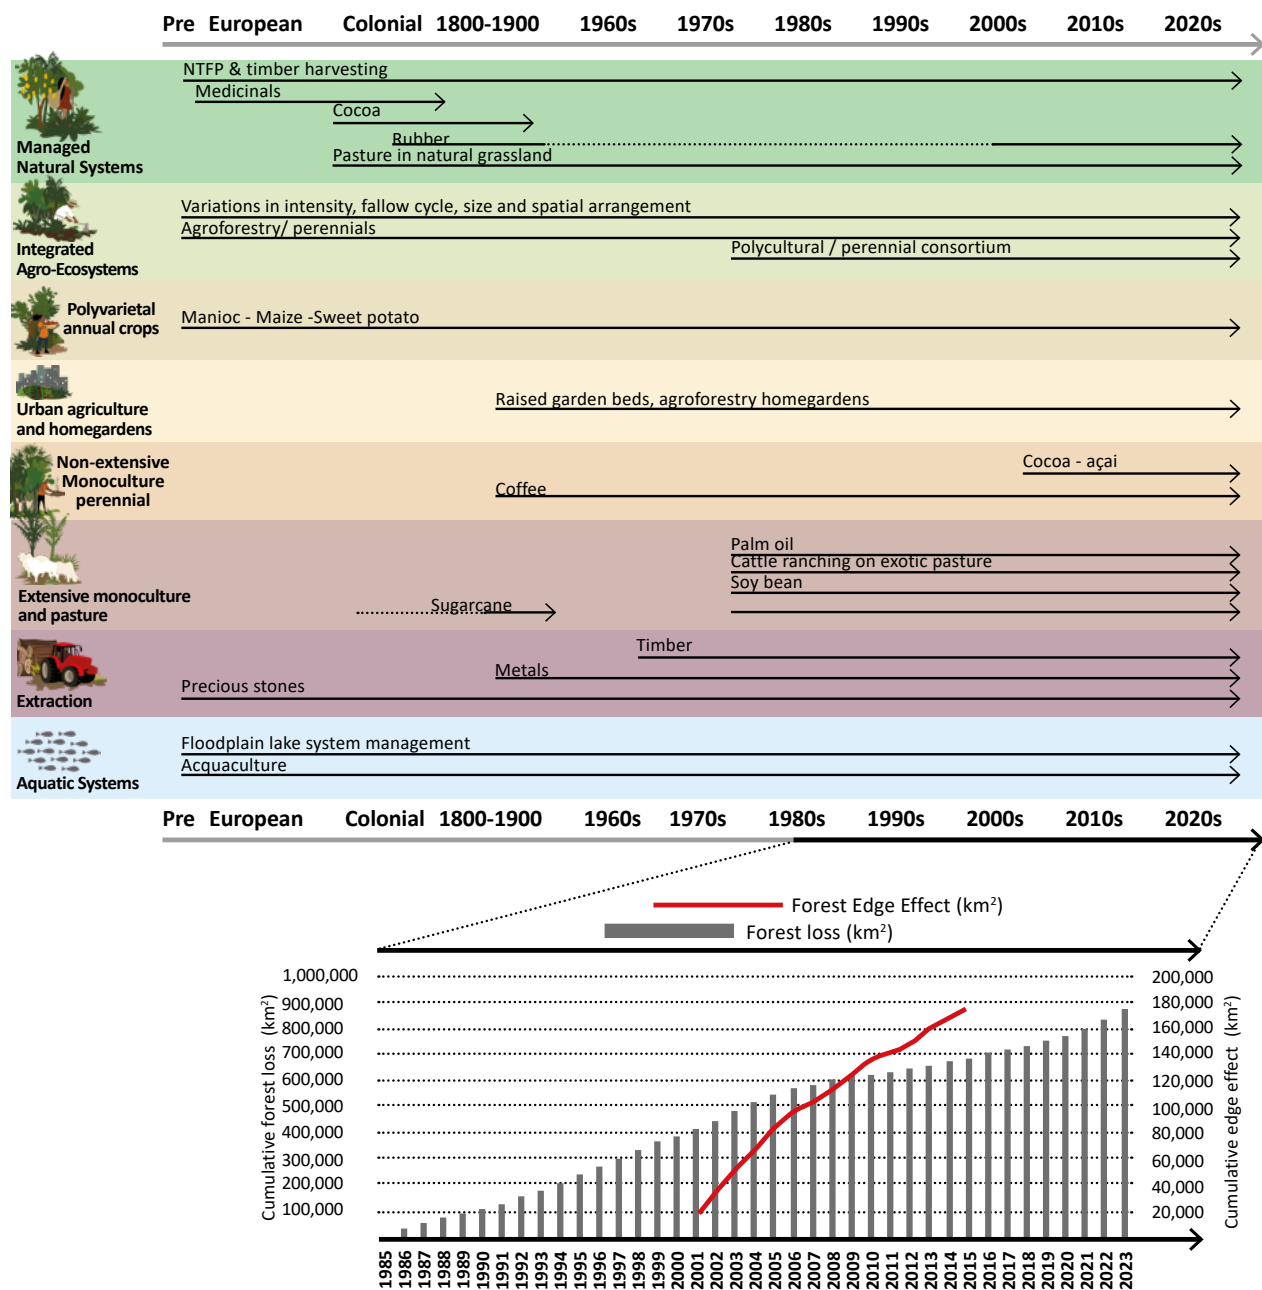 Pre European Colonial 1800-1900 1960s 1970s 1980s 1990s 2000s 2010s 2020s
NTFP & timber harvesting
Medicinals
Cocoa
Rubber
Pasture in natural grassland
Managed
Natural Systems
Variations in intensity, fallow cycle, size and spatial arrangement
Agroforestry/ perennials
Polycultural / perennial consortium
Integrated
Agro-Ecosystems
Polyvarietal
annual crops
Manioc - Maize -Sweet potato
Raised garden beds, agroforestry homegardens
Urban agriculture
and homegardens
Non-extensive
Monoculture
perennial
Cocoa - açai
Coffee
Palm oil
Cattle ranching on exotic pasture
Soy bean
Sugarcane
Extensive monoculture
and pasture
Timber
Metals
Precious stones
Extraction
Floodplain lake system management
Acquaculture
Aquatic Systems
Pre European Colonial 1800-1900 1960s 1970s 1980s 1990s 2000s 2010s 2020s
Forest Edge Effect (km²)
Forest loss (km²)
Cumulative forest loss (km²)
1,000,000
900,000
800,000
700,000
600,000
500,000
400,000
300,000
200,000
100,000
200,000
180,000
160,000
140,000
120,000
100,000
80,000
60,000
40,000
20,000
Cumulative edge effect (km²)
1985 1986 1987 1988 1989 1990 1991 1992 1993 1994 1995 1996 1997 1998 1999 2000 2001 2002 2003 2004 2005 2006 2007 2008 2009 2010 2011 2012 2013 2014 2015 2016 2017 2018 2019 2020 2021 2022 2023